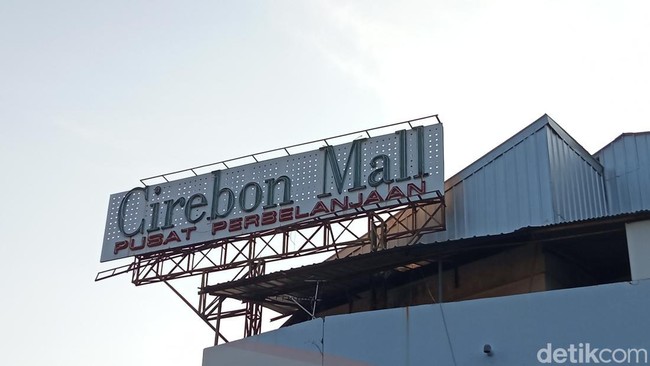 Cirebon Mall
PUSAT PERBELANJAAN
detikcom